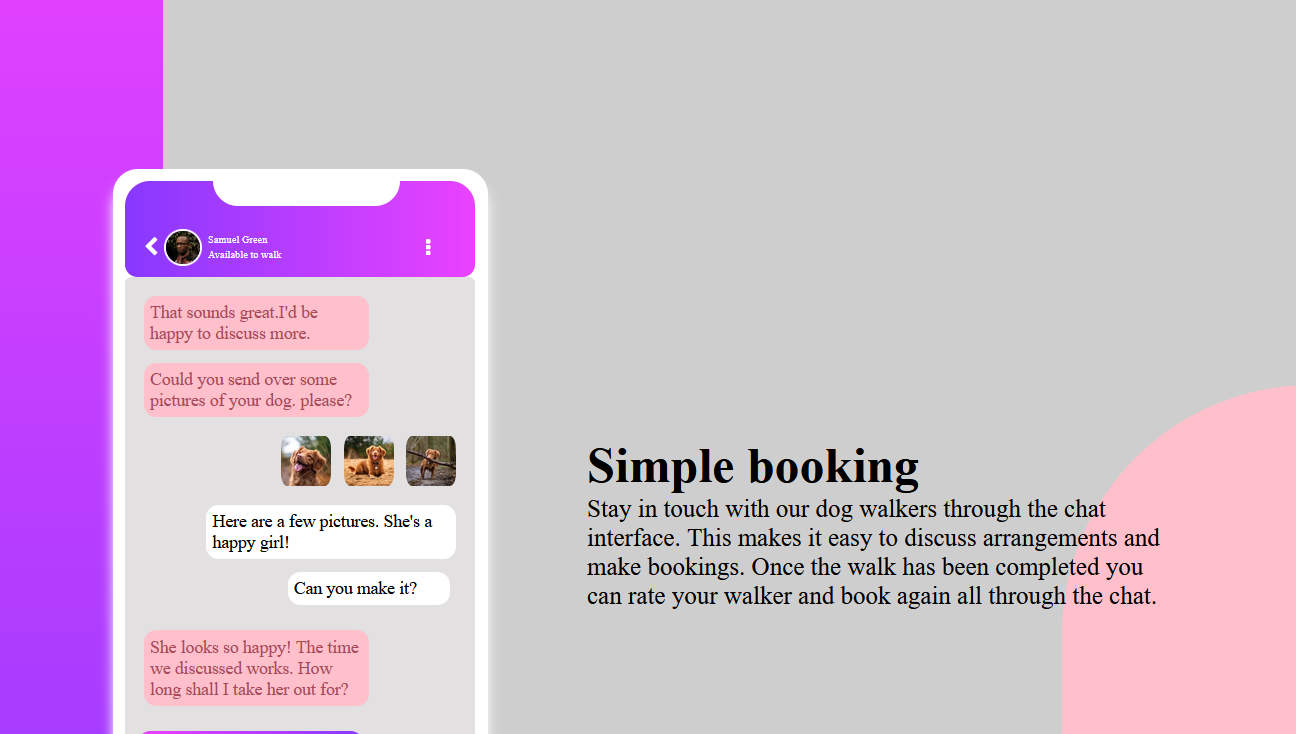 Samuel Green
Available to walk
That sounds great.I'd be
happy to discuss more.
Could you send over some
pictures of your dog. please?
Here are a few pictures. She's a
happy girl!
Can you make it?
She looks so happy! The time
we discussed works. How
long shall I take her out for?
Simple booking
Stay in touch with our dog walkers through the chat
interface. This makes it easy to discuss arrangements and
make bookings. Once the walk has been completed you
can rate your walker and book again all through the chat.